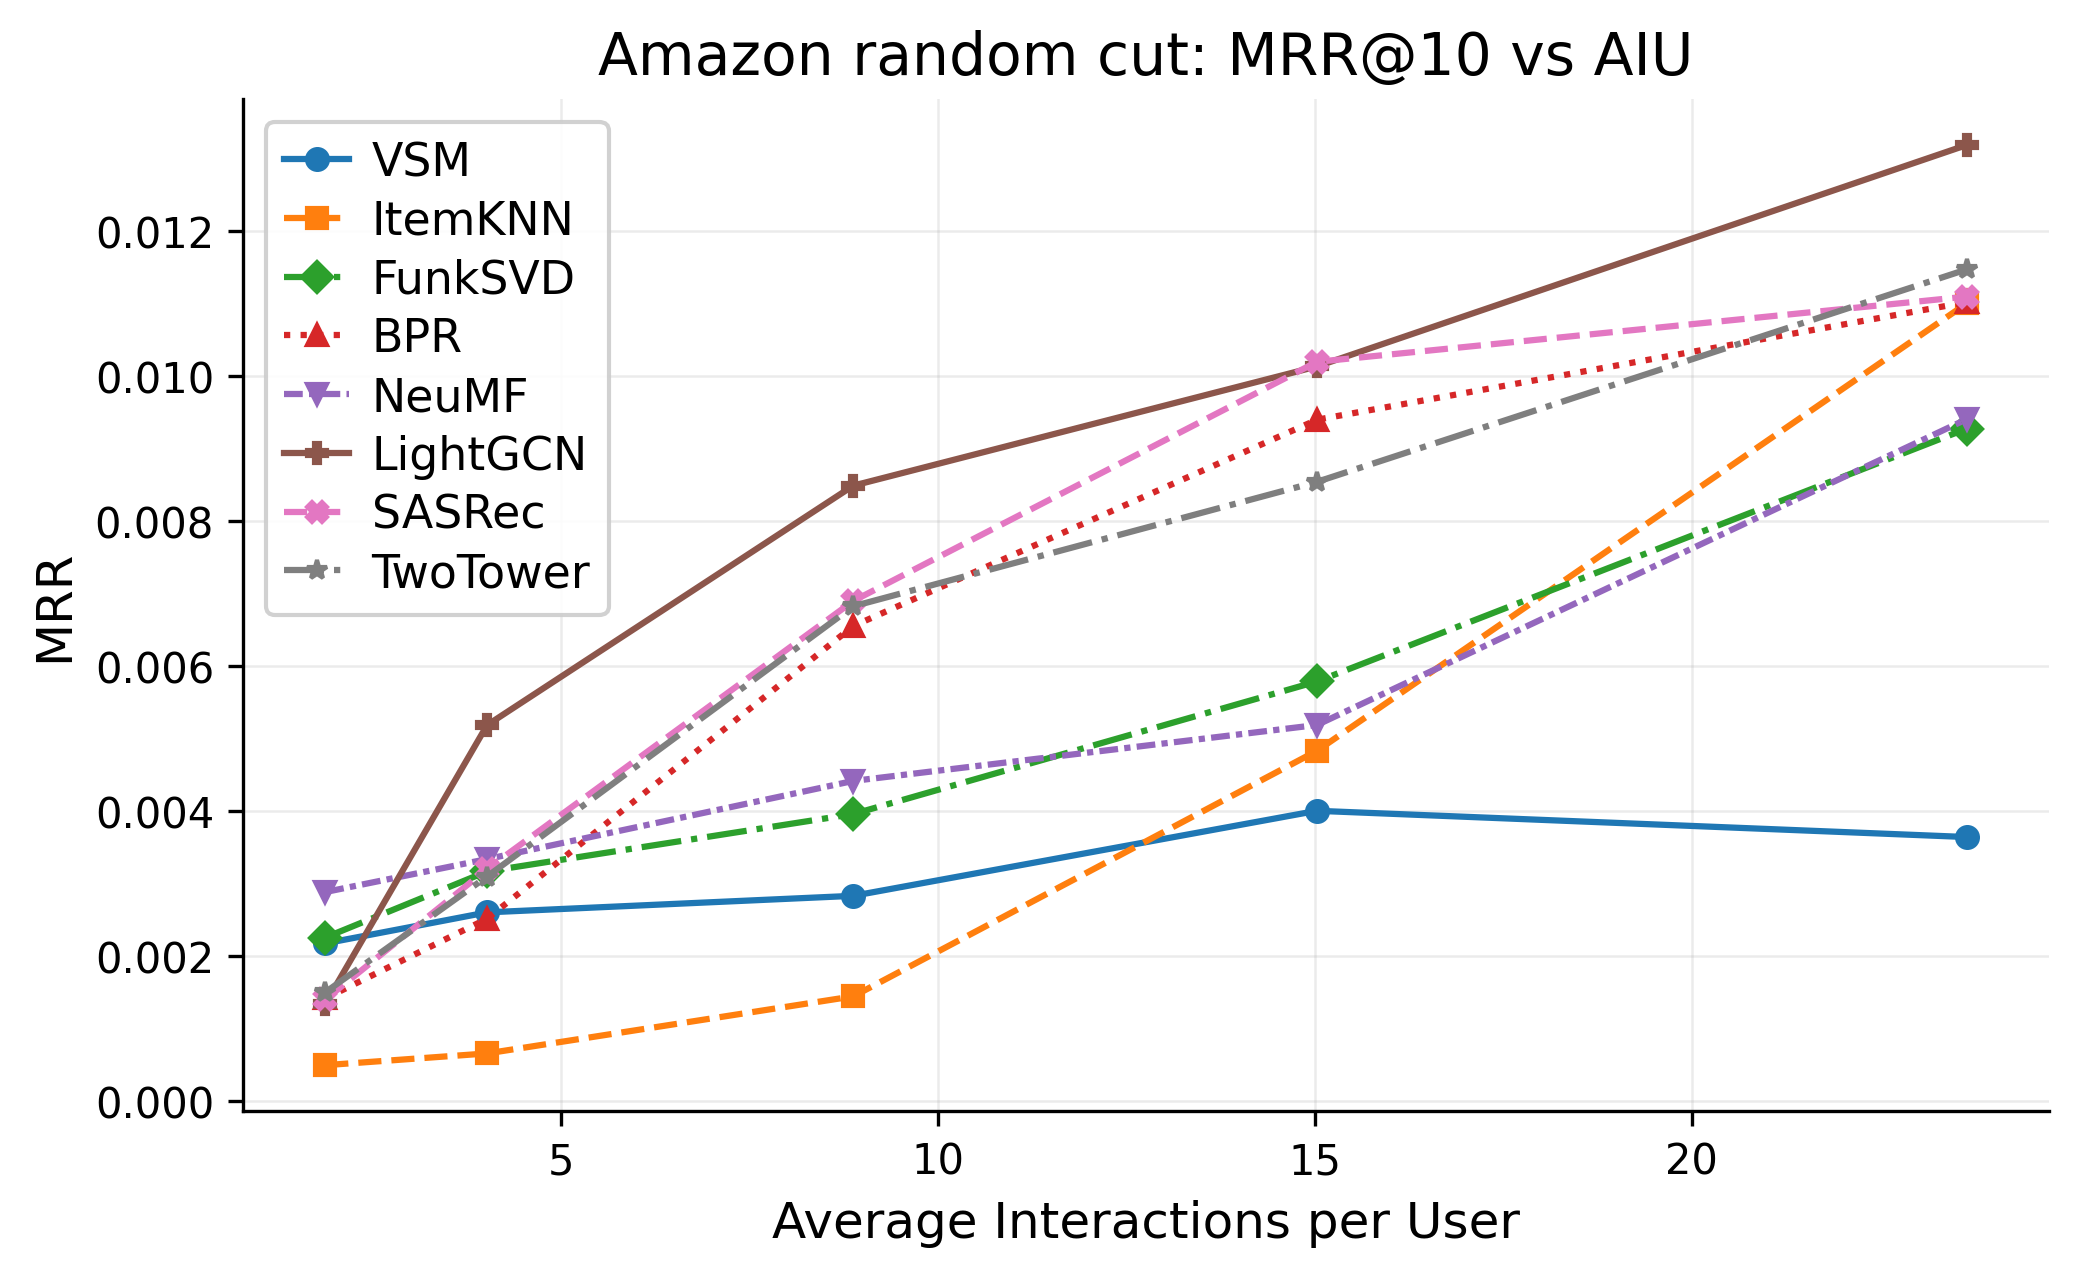 Amazon random cut: MRR@10 vs AIU
VSM
ItemKNN
FunkSVD
BPR
NeuMF
LightGCN
SASRec
TwoTower
MRR
0.012
0.010
0.008
0.006
0.004
0.002
0.000
5 10 15 20
Average Interactions per User